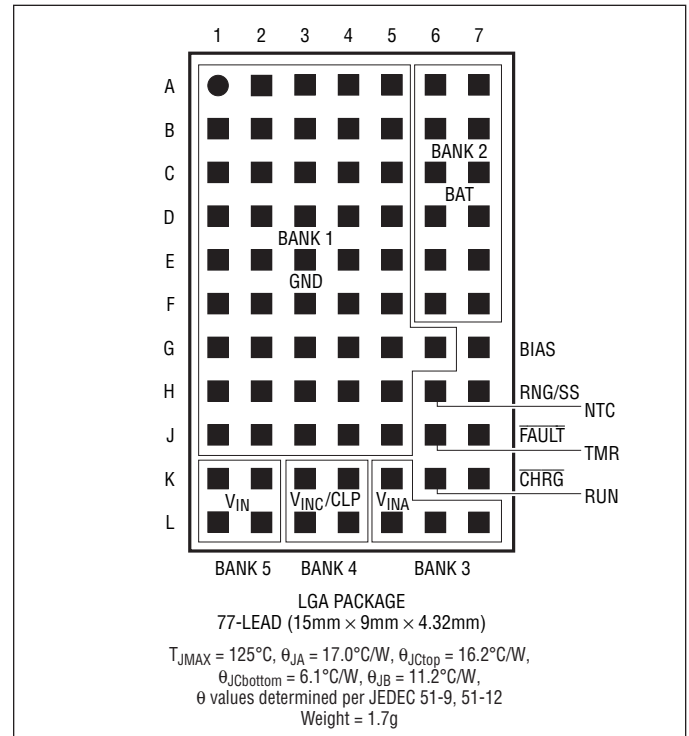 1 2 3 4 5 6 7
A
B
BANK 2
C
BAT
D
BANK 1
E
GND
F
G BIAS
H RNG/SS
NTC
J FAULT
TMR
K CHRG
VIN VINC/CLP VINA RUN
L
BANK 5 BANK 4 BANK 3
LGA PACKAGE
77-LEAD (15mm × 9mm × 4.32mm)
TJMAX = 125°C, θJA = 17.0°C/W, θJCtop = 16.2°C/W,
θJCbottom = 6.1°C/W, θJB = 11.2°C/W,
θ values determined per JEDEC 51-9, 51-12
Weight = 1.7g